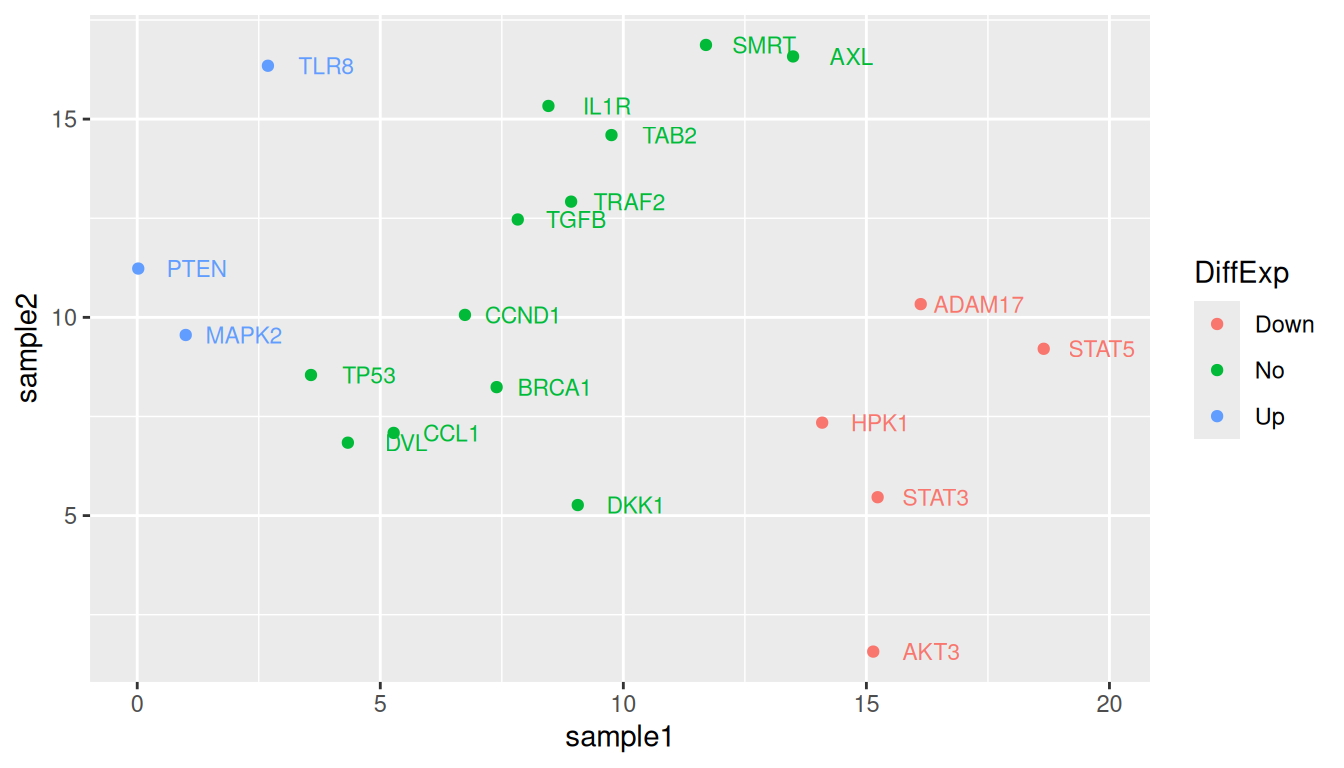 SMRT
AXL
TLR8
IL1R
15
TAB2
TRAF2
TGFB
PTEN
DiffExp
ADAM17
CCND1
10
Down
MAPK2
sample2
STAT5
No
TP53
BRCA1
Up
HPK1
CCL1
DVL
STAT3
DKK1
5
AKT3
0 5 10 15 20
sample1